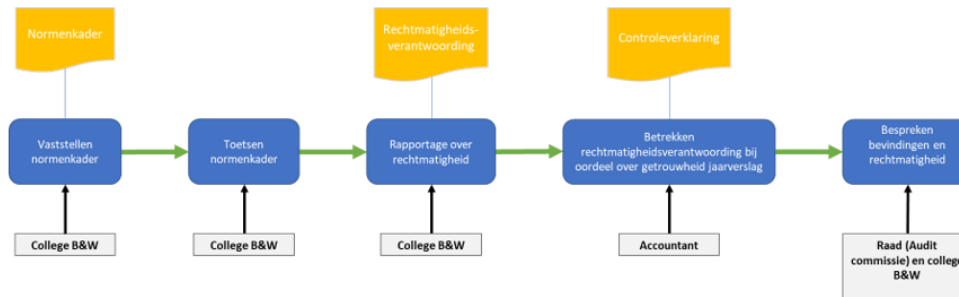 Normenkader
Rechtmatigheids-
verantwoording
Controleverklaring
Vaststellen
normenkader
Toetsen
normenkader
Rapportage over
rechtmatigheid
Betrekken
rechtmatigheidsverantwoording bij
oordeel over getrouwheid jaarverslag
Bespreken
bevindingen en
rechtmatigheid
College B&W
College B&W
College B&W
Accountant
Raad (Audit
commissie) en college
B&W